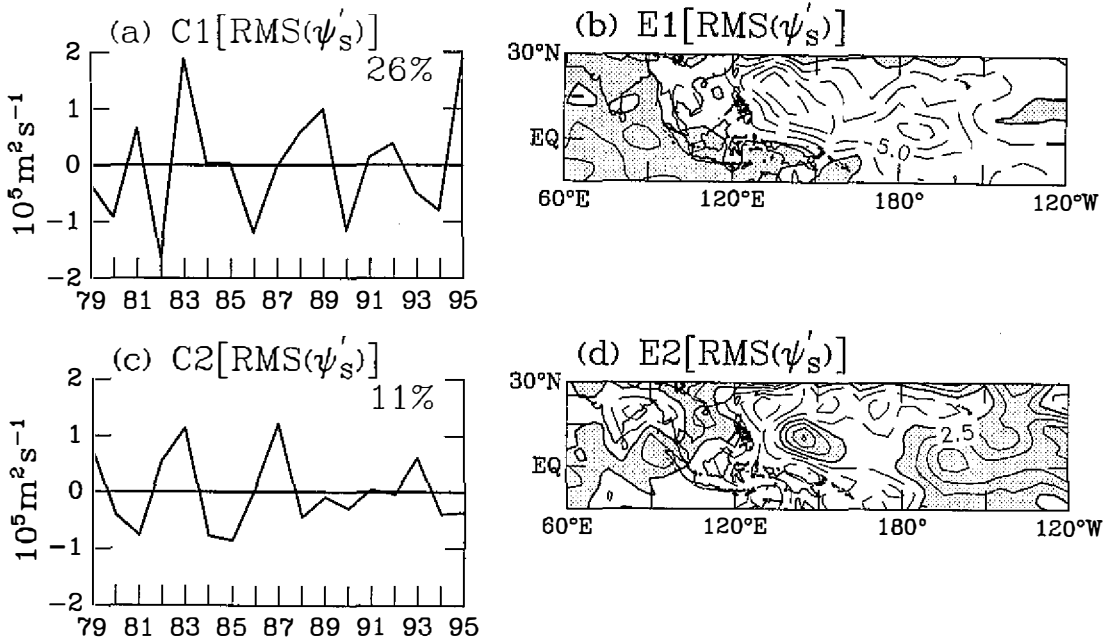 (a) C1[RMS(ψ's)]
26%
2
1
0
-1
-2
10⁵m²s⁻¹
79 81 83 85 87 89 91 93 95
(b) E1[RMS(ψ's)]
30°N
EQ
5.0
60°E 120°E 180° 120°W
(c) C2[RMS(ψ's)]
11%
2
1
0
-1
-2
10⁵m²s⁻¹
79 81 83 85 87 89 91 93 95
(d) E2[RMS(ψ's)]
30°N
EQ
2.5
0
60°E 120°E 180° 120°W